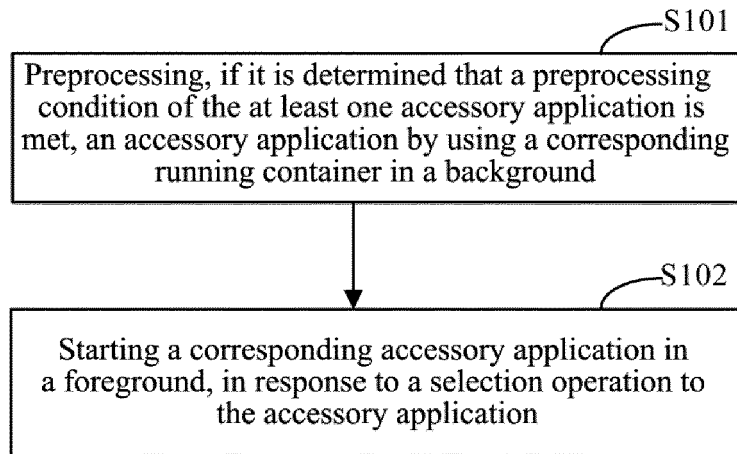 S101
Preprocessing, if it is determined that a preprocessing
condition of the at least one accessory application is
met, an accessory application by using a corresponding
running container in a background
S102
Starting a corresponding accessory application in
a foreground, in response to a selection operation to
the accessory application